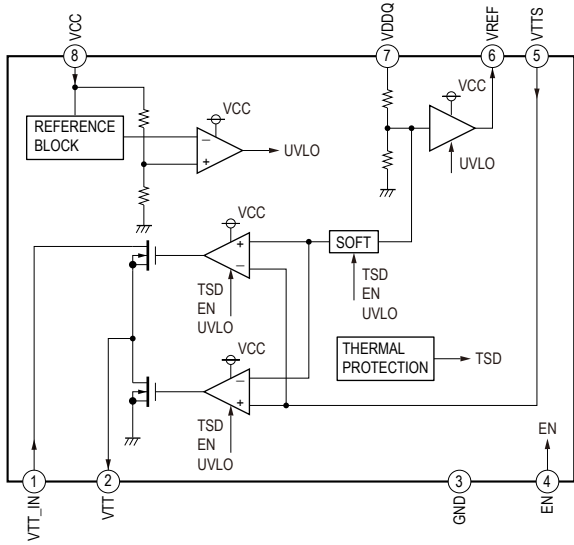 VCC
VDDQ
VREF
VTTS
8
7
6
5
VCC
VCC
REFERENCE
BLOCK
−
+
UVLO
UVLO
VCC
+
−
SOFT
TSD
EN
UVLO
TSD
EN
UVLO
VCC
THERMAL
PROTECTION
TSD
−
+
TSD
EN
UVLO
EN
1
2
3
4
VTT_IN
VTT
GND
EN